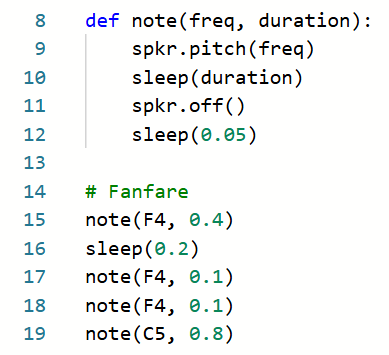 8 def note(freq, duration):
9     spkr.pitch(freq)
10     sleep(duration)
11     spkr.off()
12     sleep(0.05)
13
14 # Fanfare
15 note(F4, 0.4)
16 sleep(0.2)
17 note(F4, 0.1)
18 note(F4, 0.1)
19 note(C5, 0.8)